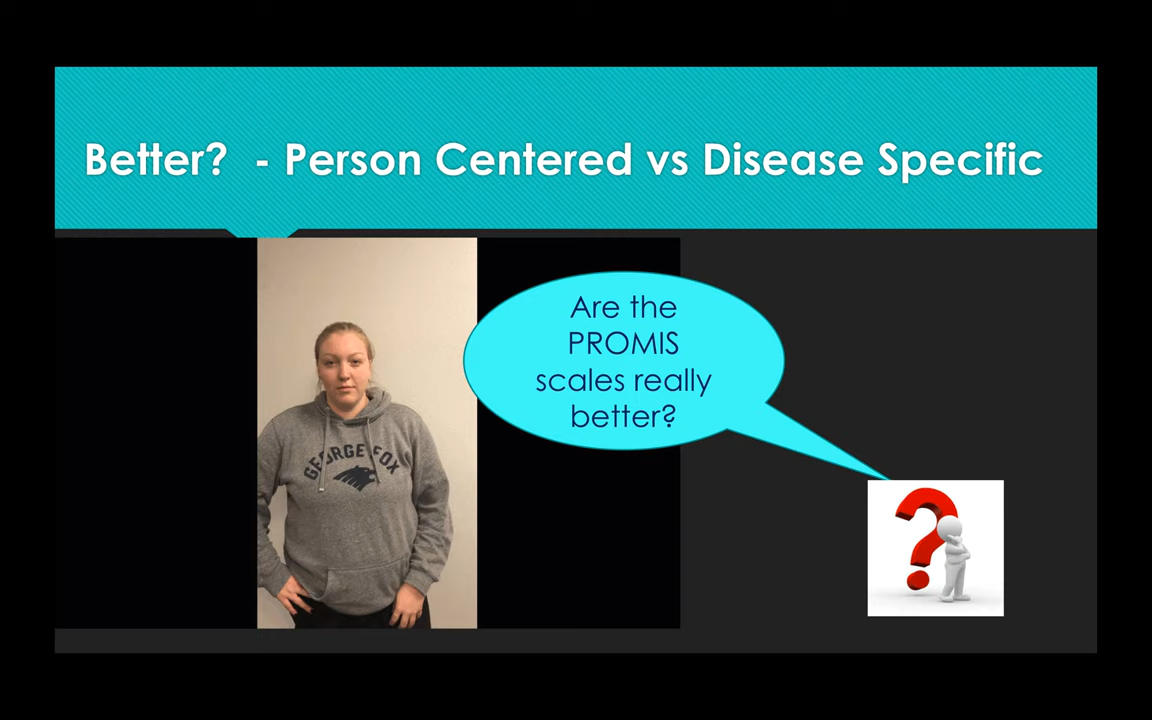 Better?  - Person Centered vs Disease Specific
Are the
PROMIS
scales really
better?
GEORGE FOX